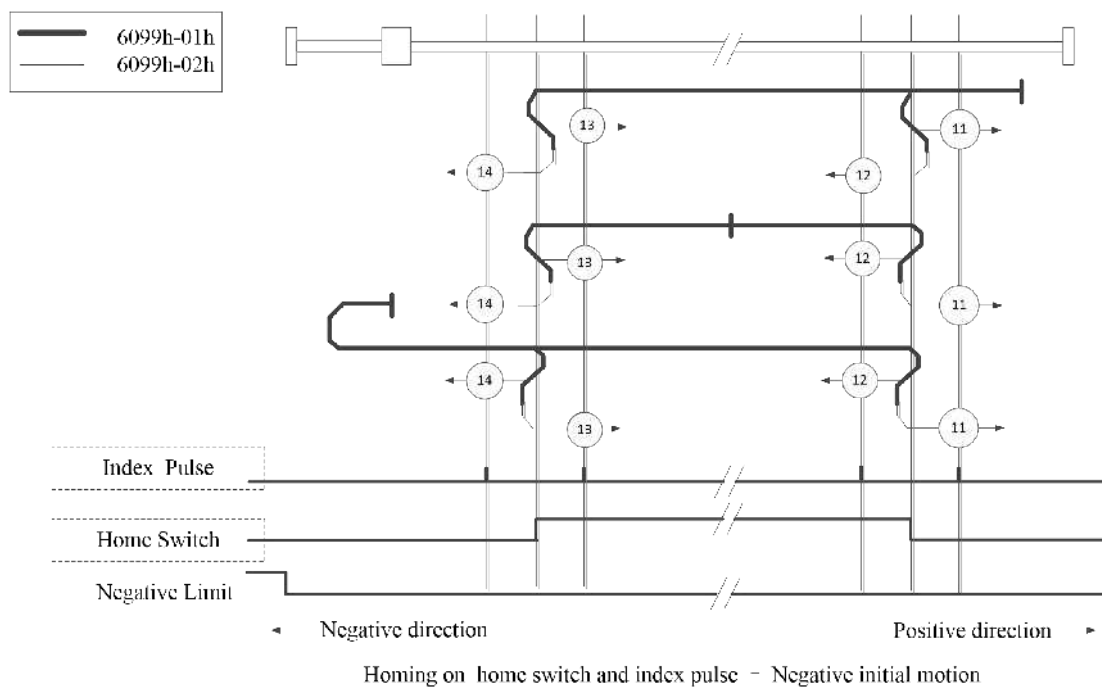 6099h-01h
6099h-02h
13
11
14
12
13
12
14
11
14
12
13
11
Index Pulse
Home Switch
Negative Limit
Negative direction
Positive direction
Homing on home switch and index pulse - Negative initial motion